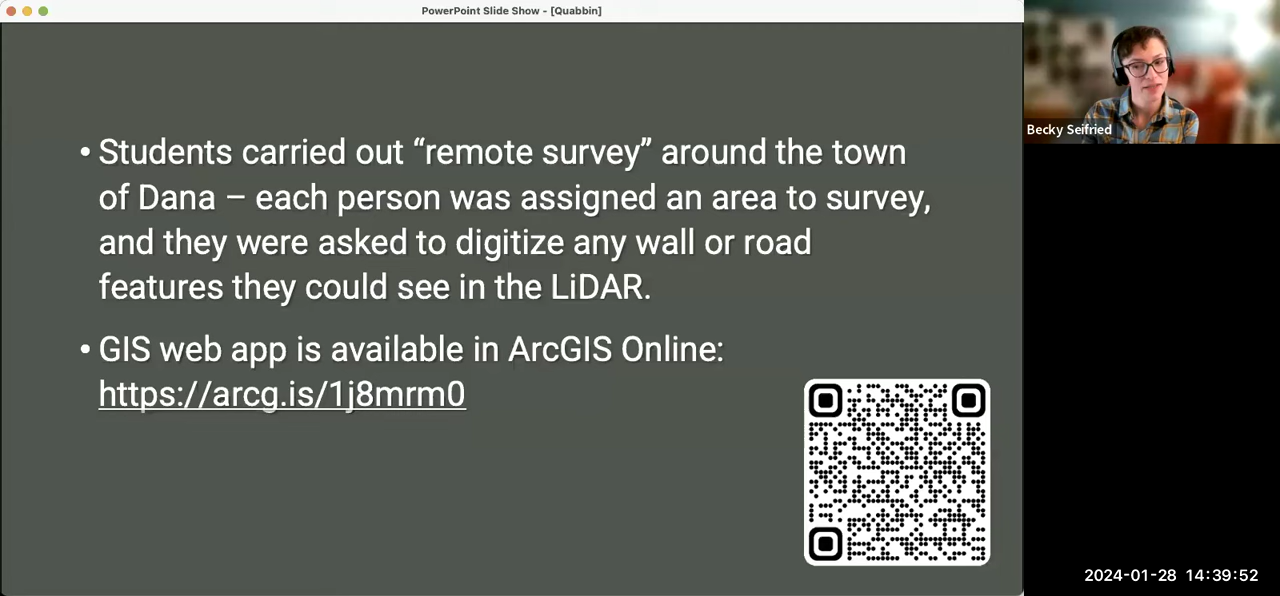 PowerPoint Slide Show - [Quabbin]
• Students carried out “remote survey” around the town
of Dana – each person was assigned an area to survey,
and they were asked to digitize any wall or road
features they could see in the LiDAR.
• GIS web app is available in ArcGIS Online:
https://arcg.is/1j8mrm0
Becky Seifried
2024-01-28 14:39:52